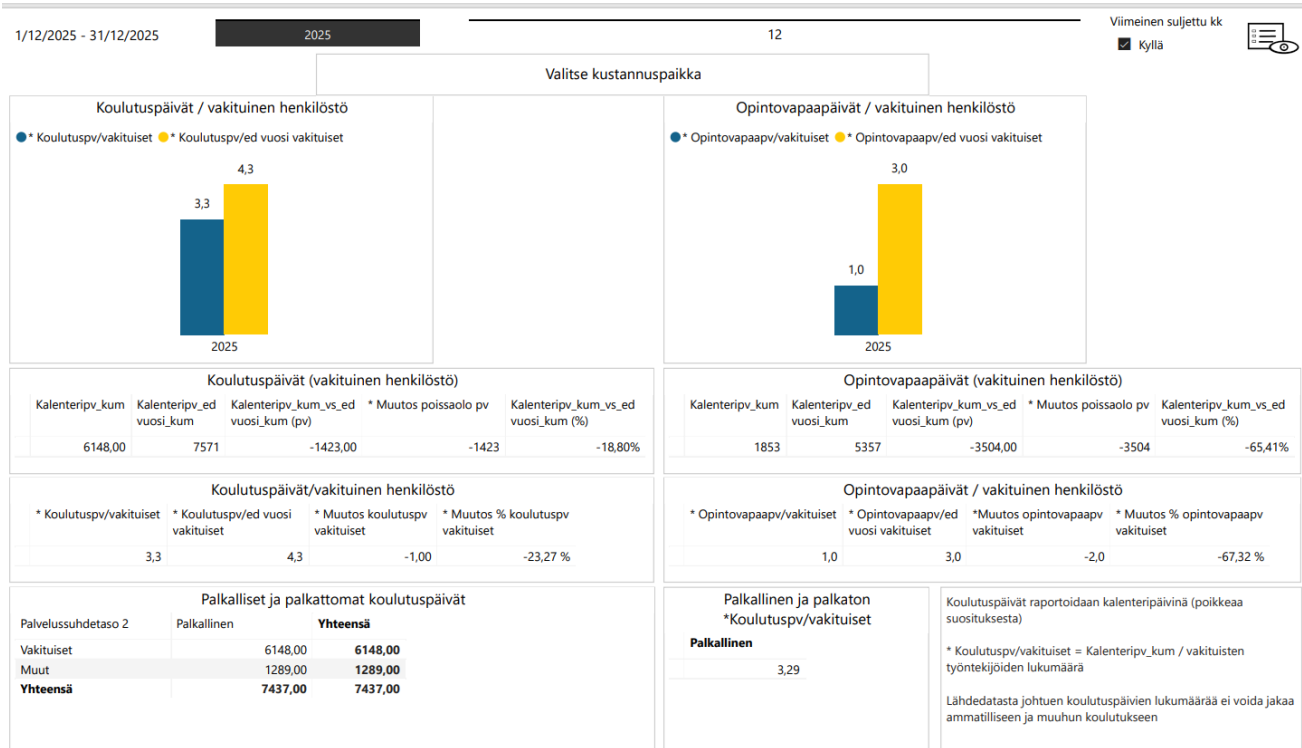 1/12/2025 - 31/12/2025
2025
12
Viimeinen suljettu kk
Kyllä
Valitse kustannuspaikka
Koulutuspäivät / vakituinen henkilöstö
* Koulutuspv/vakituiset * Koulutuspv/ed vuosi vakituiset
4,3
3,3
2025
Opintovapaapäivät / vakituinen henkilöstö
* Opintovapaapv/vakituiset * Opintovapaapv/ed vuosi vakituiset
3,0
1,0
2025
Koulutuspäivät (vakituinen henkilöstö)
Kalenteripv_kum Kalenteripv_ed Kalenteripv_kum_vs_ed * Muutos poissaolo pv Kalenteripv_kum_vs_ed
vuosi_kum vuosi_kum (pv) vuosi_kum (%)
6148,00 7571 -1423,00 -1423 -18,80%
Opintovapaapäivät (vakituinen henkilöstö)
Kalenteripv_kum Kalenteripv_ed Kalenteripv_kum_vs_ed * Muutos poissaolo pv Kalenteripv_kum_vs_ed
vuosi_kum vuosi_kum (pv) vuosi_kum (%)
1853 5357 -3504,00 -3504 -65,41%
Koulutuspäivät/vakituinen henkilöstö
* Koulutuspv/vakituiset * Koulutuspv/ed vuosi * Muutos koulutuspv * Muutos % koulutuspv
vakituiset vakituiset vakituiset
3,3 4,3 -1,00 -23,27 %
Opintovapaapäivät / vakituinen henkilöstö
* Opintovapaapv/vakituiset * Opintovapaapv/ed *Muutos opintovapaapv * Muutos % opintovapaapv
vuosi vakituiset vakituiset vakituiset
1,0 3,0 -2,0 -67,32 %
Palkalliset ja palkattomat koulutuspäivät
Palvelussuhdetaso 2 Palkallinen Yhteensä
Vakituiset 6148,00 6148,00
Muut 1289,00 1289,00
Yhteensä 7437,00 7437,00
Palkallinen ja palkaton
*Koulutuspv/vakituiset
Palkallinen
3,29
Koulutuspäivät raportoidaan kalenteripäivinä (poikkeaa
suosituksesta)
* Koulutuspv/vakituiset = Kalenteripv_kum / vakituisten
työntekijöiden lukumäärä
Lähdedatasta johtuen koulutuspäivien lukumäärää ei voida jakaa
ammatilliseen ja muuhun koulutukseen